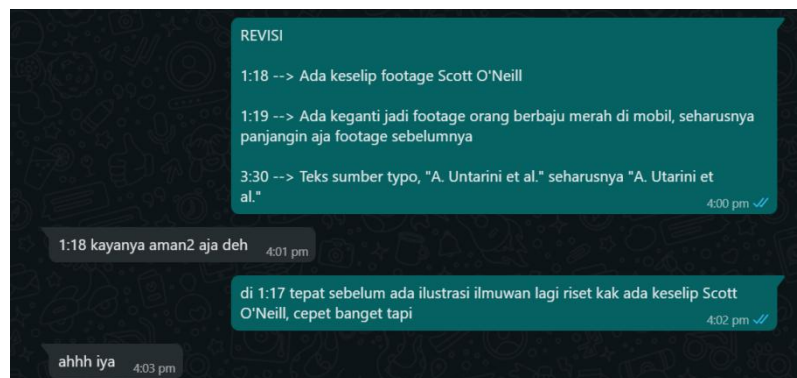 REVISI
1:18 --> Ada keselip footage Scott O'Neill
1:19 --> Ada keganti jadi footage orang berbaju merah di mobil, seharusnya
panjangin aja footage sebelumnya
3:30 --> Teks sumber typo, "A. Untarini et al." seharusnya "A. Utarini et
al."
4:00 pm
1:18 kayanya aman2 aja deh
4:01 pm
di 1:17 tepat sebelum ada ilustrasi ilmuwan lagi riset kak ada keselip Scott
O'Neill, cepet banget tapi
4:02 pm
ahhh iya
4:03 pm